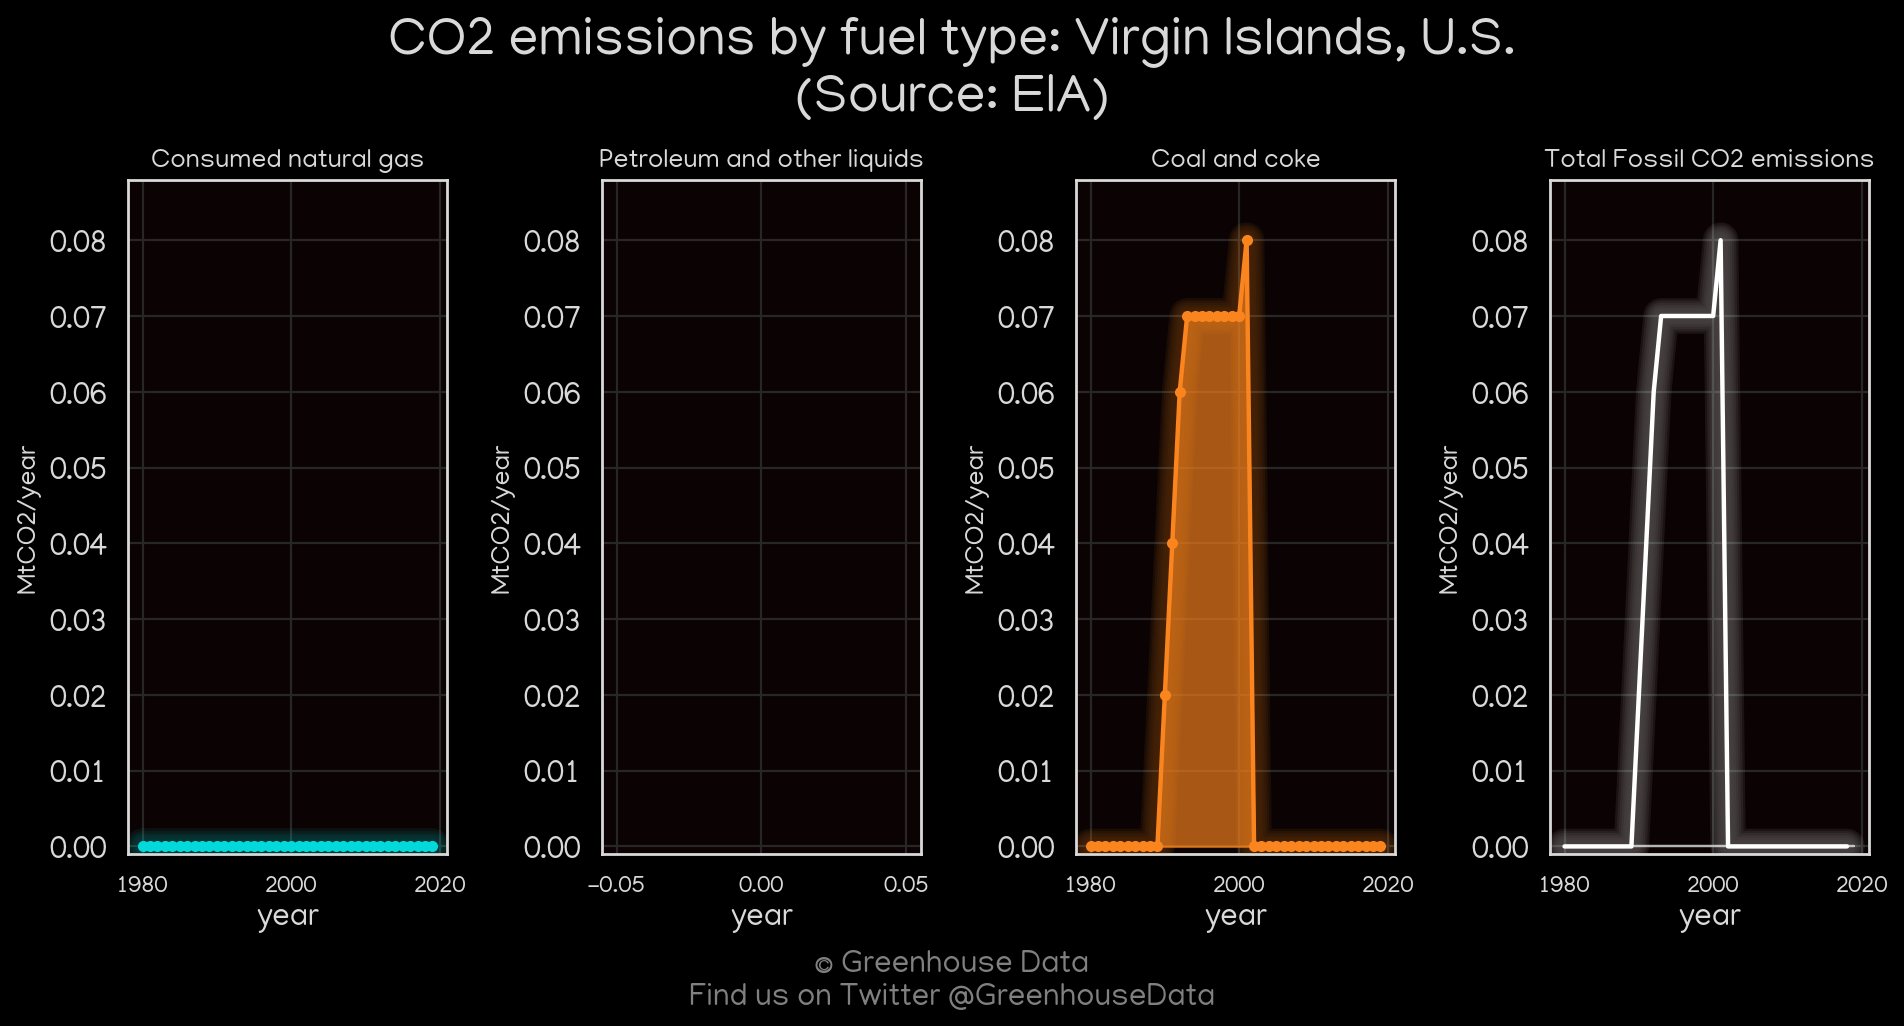 CO2 emissions by fuel type: Virgin Islands, U.S.
(Source: EIA)
Consumed natural gas
MtCO2/year
0.08
0.07
0.06
0.05
0.04
0.03
0.02
0.01
0.00
1980 2000 2020
year
Petroleum and other liquids
MtCO2/year
0.08
0.07
0.06
0.05
0.04
0.03
0.02
0.01
0.00
−0.05 0.00 0.05
year
Coal and coke
MtCO2/year
0.08
0.07
0.06
0.05
0.04
0.03
0.02
0.01
0.00
1980 2000 2020
year
Total Fossil CO2 emissions
MtCO2/year
0.08
0.07
0.06
0.05
0.04
0.03
0.02
0.01
0.00
1980 2000 2020
year
© Greenhouse Data
Find us on Twitter @GreenhouseData